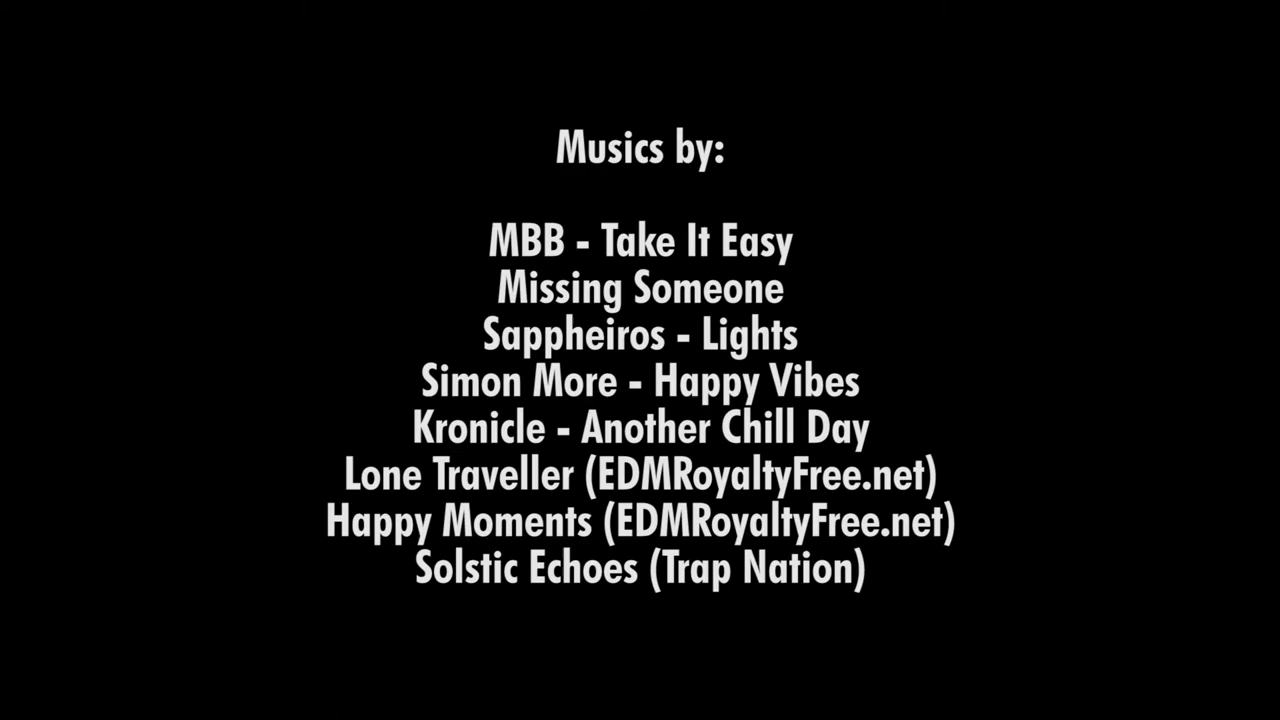 Musics by:
MBB - Take It Easy
Missing Someone
Sappheiros - Lights
Simon More - Happy Vibes
Kronicle - Another Chill Day
Lone Traveller (EDMRoyaltyFree.net)
Happy Moments (EDMRoyaltyFree.net)
Solstic Echoes (Trap Nation)